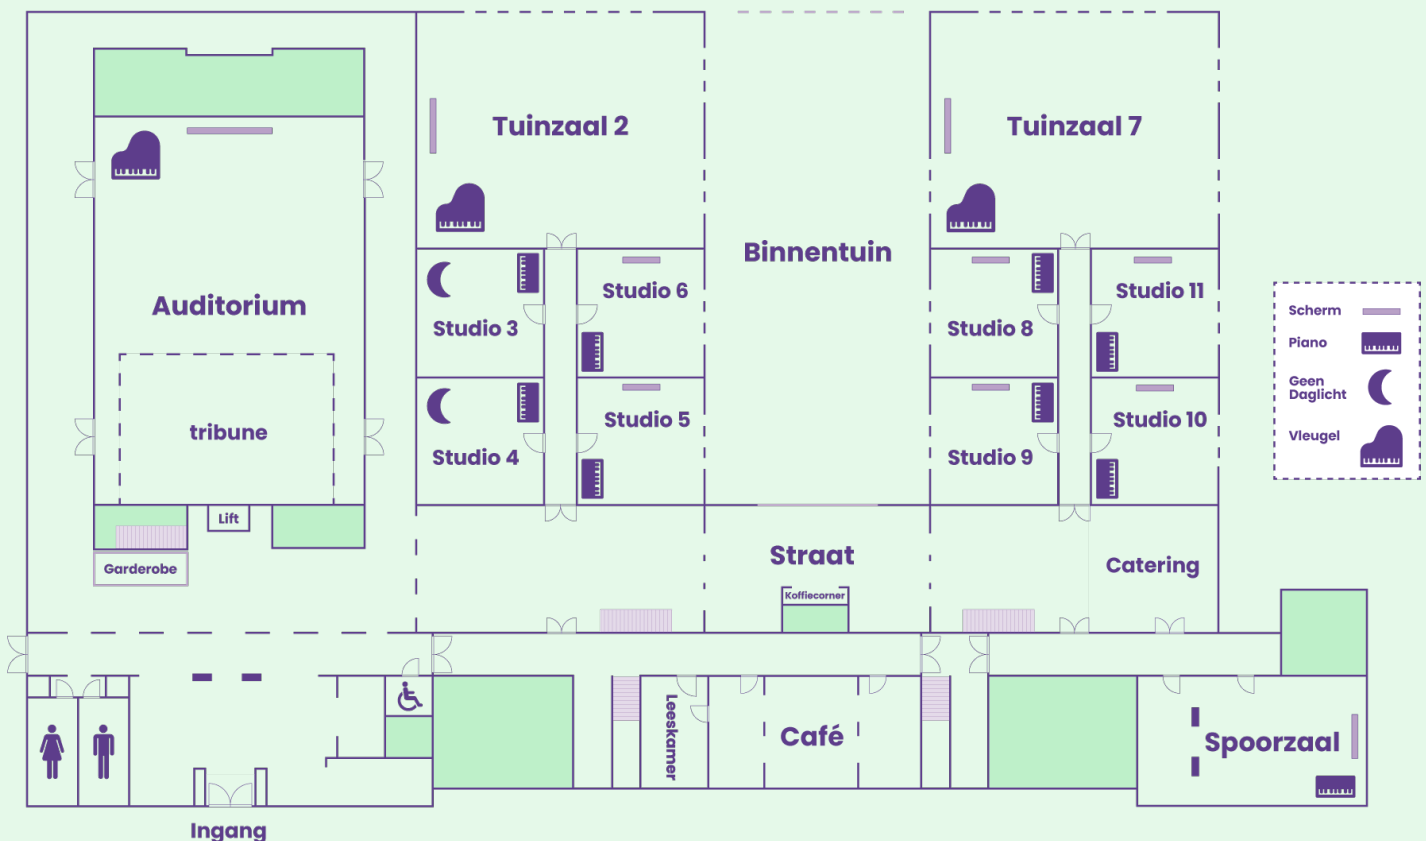 Tuinzaal 2
Tuinzaal 7
Binnentuin
Auditorium
tribune
Studio 3
Studio 6
Studio 4
Studio 5
Studio 8
Studio 11
Studio 9
Studio 10
Scherm
Piano
Geen
Daglicht
Vleugel
Lift
Garderobe
Straat
Koffiecorner
Catering
Leeskamer
Café
Spoorzaal
Ingang